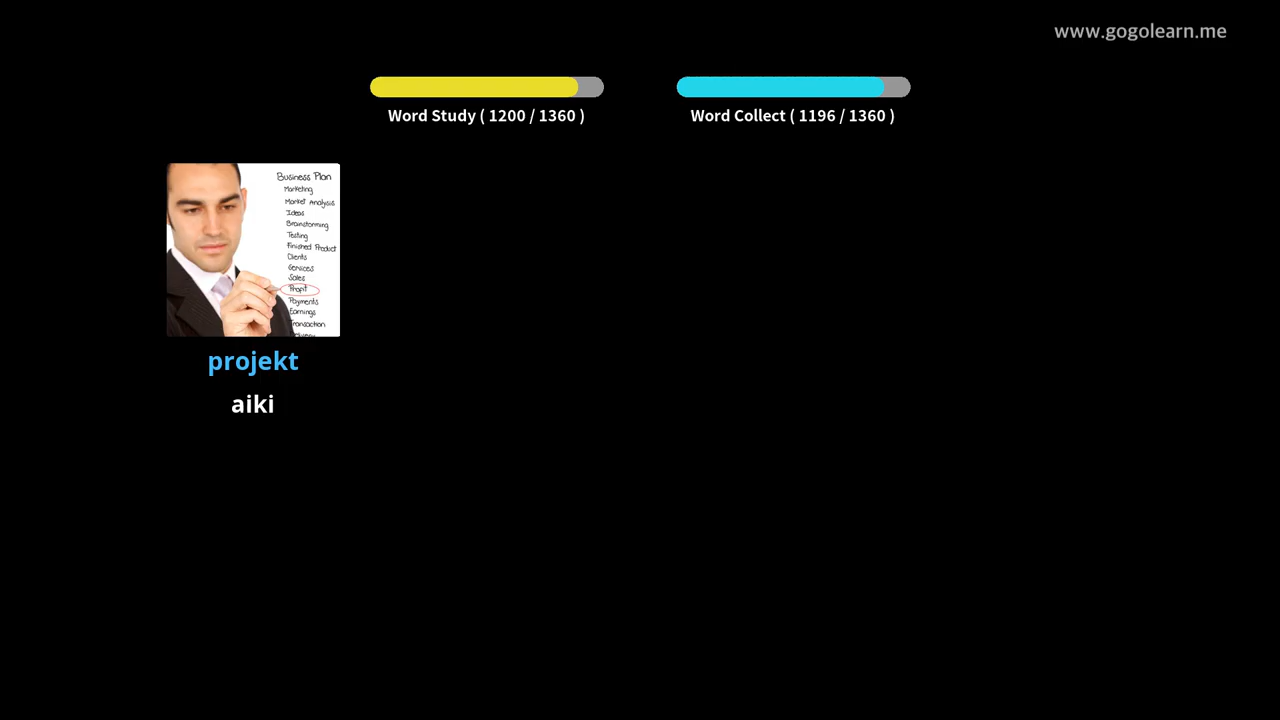 www.gogolearn.me
Word Study ( 1200 / 1360 )
Word Collect ( 1196 / 1360 )
Business Plan
Marketing
Market Analysis
Ideas
Brainstorming
Testing
Finished Product
Clients
Services
Sales
Profit
Payments
Earnings
Transaction
Delivery
projekt
aiki